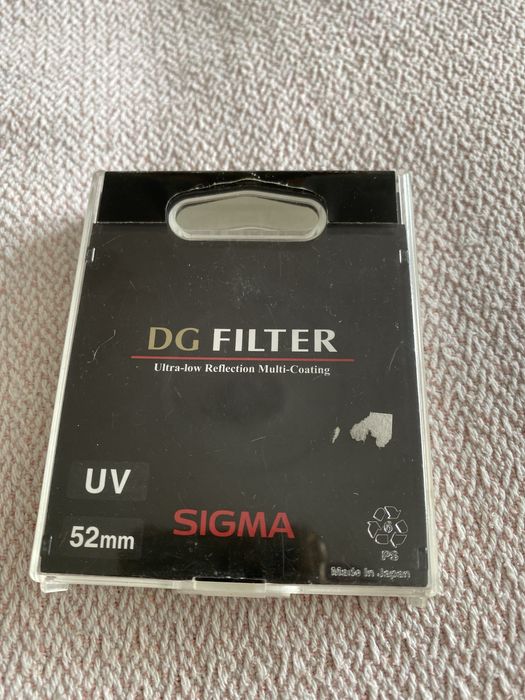 DG FILTER
Ultra-low Reflection Multi-Coating
UV
52mm
SIGMA
PS
Made In Japan